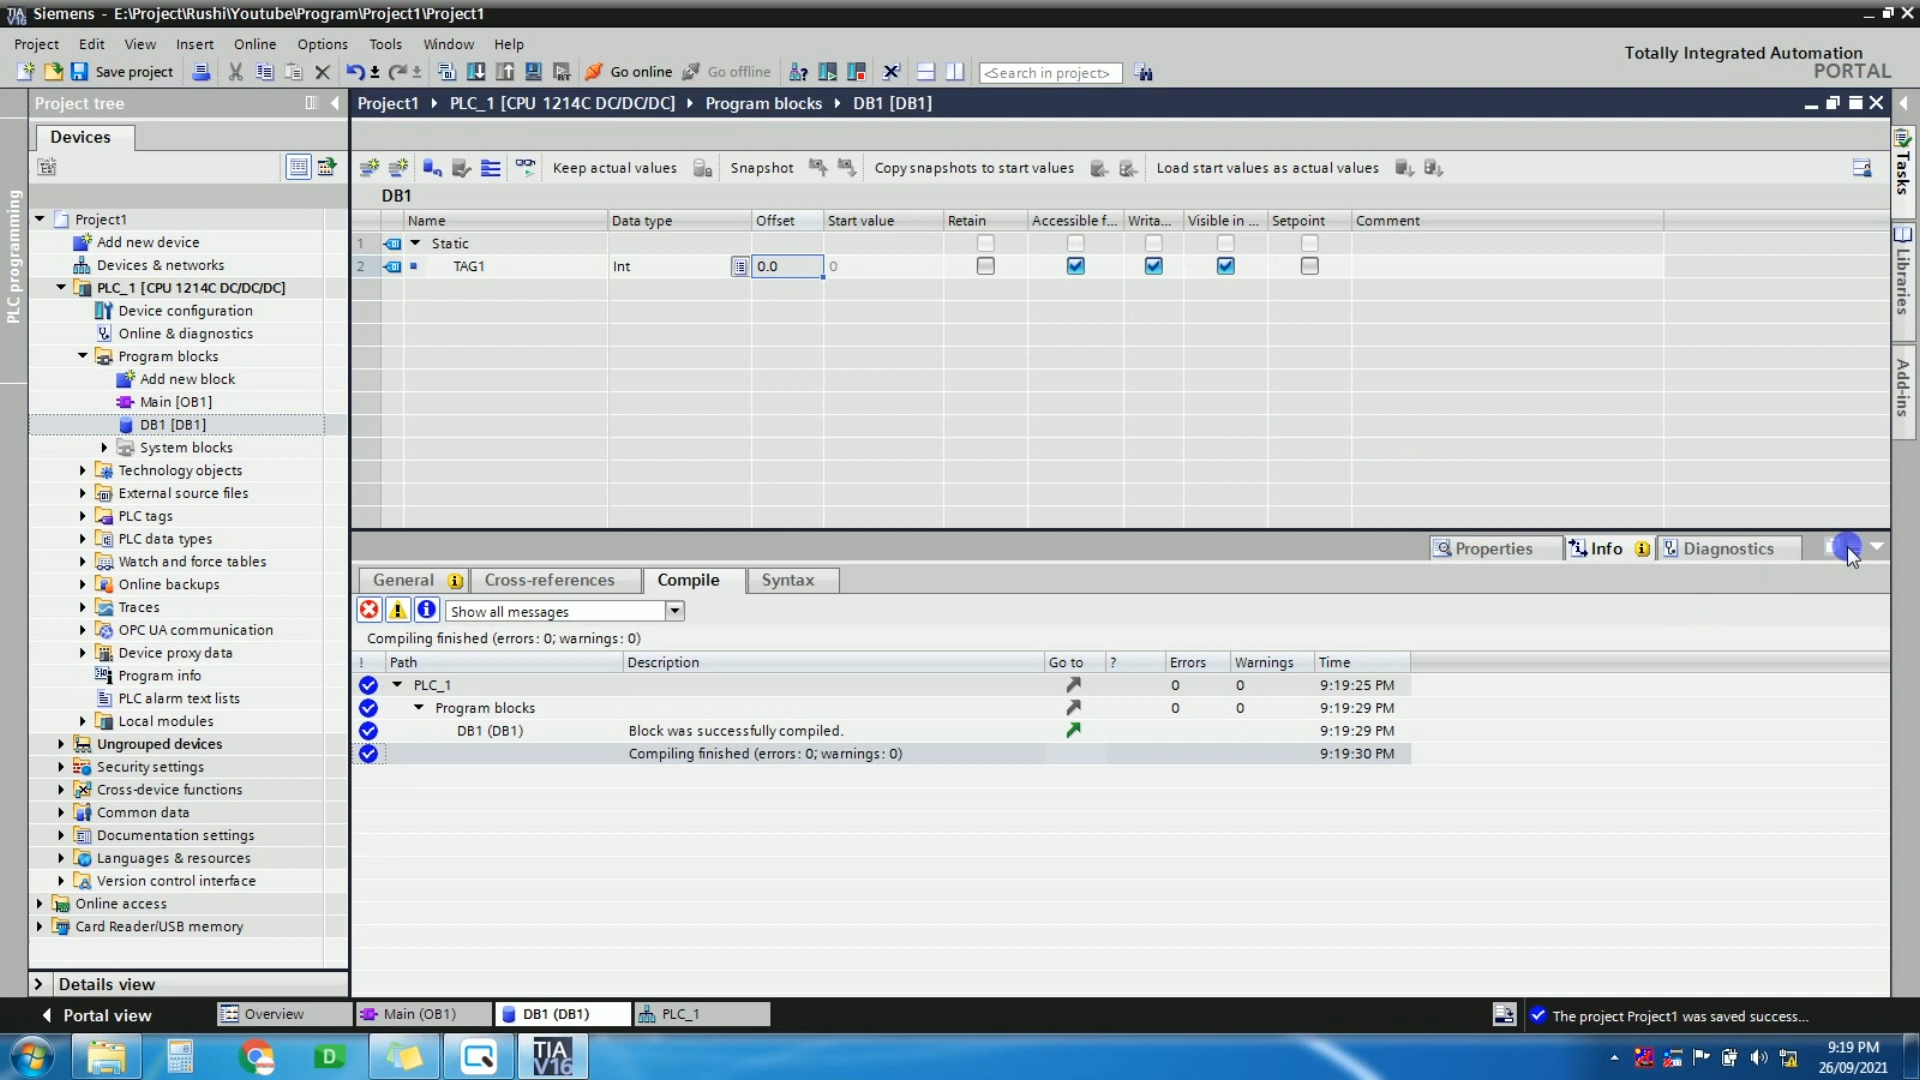 Siemens - E:\Project\Rushi\Youtube\Program\Project1\Project1
Project Edit View Insert Online Options Tools Window Help
Totally Integrated Automation
PORTAL
Save project
Go online
Go offline
<Search in project>
Project tree
Project1 PLC_1 [CPU 1214C DC/DC/DC] Program blocks DB1 [DB1]
Devices
Keep actual values Snapshot Copy snapshots to start values Load start values as actual values
DB1
Name Data type Offset Start value Retain Accessible f... Writa... Visible in ... Setpoint Comment
1 Static
2 TAG1 Int 0.0 0
PLC programming
Project1
Add new device
Devices & networks
PLC_1 [CPU 1214C DC/DC/DC]
Device configuration
Online & diagnostics
Program blocks
Add new block
Main [OB1]
DB1 [DB1]
System blocks
Technology objects
External source files
PLC tags
PLC data types
Watch and force tables
Online backups
Traces
OPC UA communication
Device proxy data
Program info
PLC alarm text lists
Local modules
Ungrouped devices
Security settings
Cross-device functions
Common data
Documentation settings
Languages & resources
Version control interface
Online access
Card Reader/USB memory
Details view
Tasks
Libraries
Add-ins
Properties Info Diagnostics
General Cross-references Compile Syntax
Show all messages
Compiling finished (errors: 0; warnings: 0)
! Path Description Go to ? Errors Warnings Time
PLC_1 0 0 9:19:25 PM
Program blocks 0 0 9:19:29 PM
DB1 (DB1) Block was successfully compiled. 9:19:29 PM
Compiling finished (errors: 0; warnings: 0) 9:19:30 PM
Portal view Overview Main (OB1) DB1 (DB1) PLC_1 The project Project1 was saved success...
D
TIA
V16
9:19 PM
26/09/2021